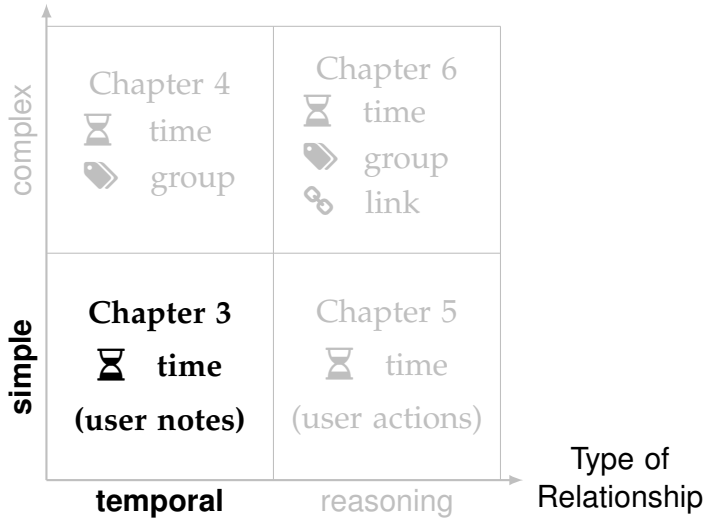 complex
Chapter 4
time
group
Chapter 6
time
group
link
simple
Chapter 3
time
(user notes)
Chapter 5
time
(user actions)
temporal
reasoning
Type of
Relationship